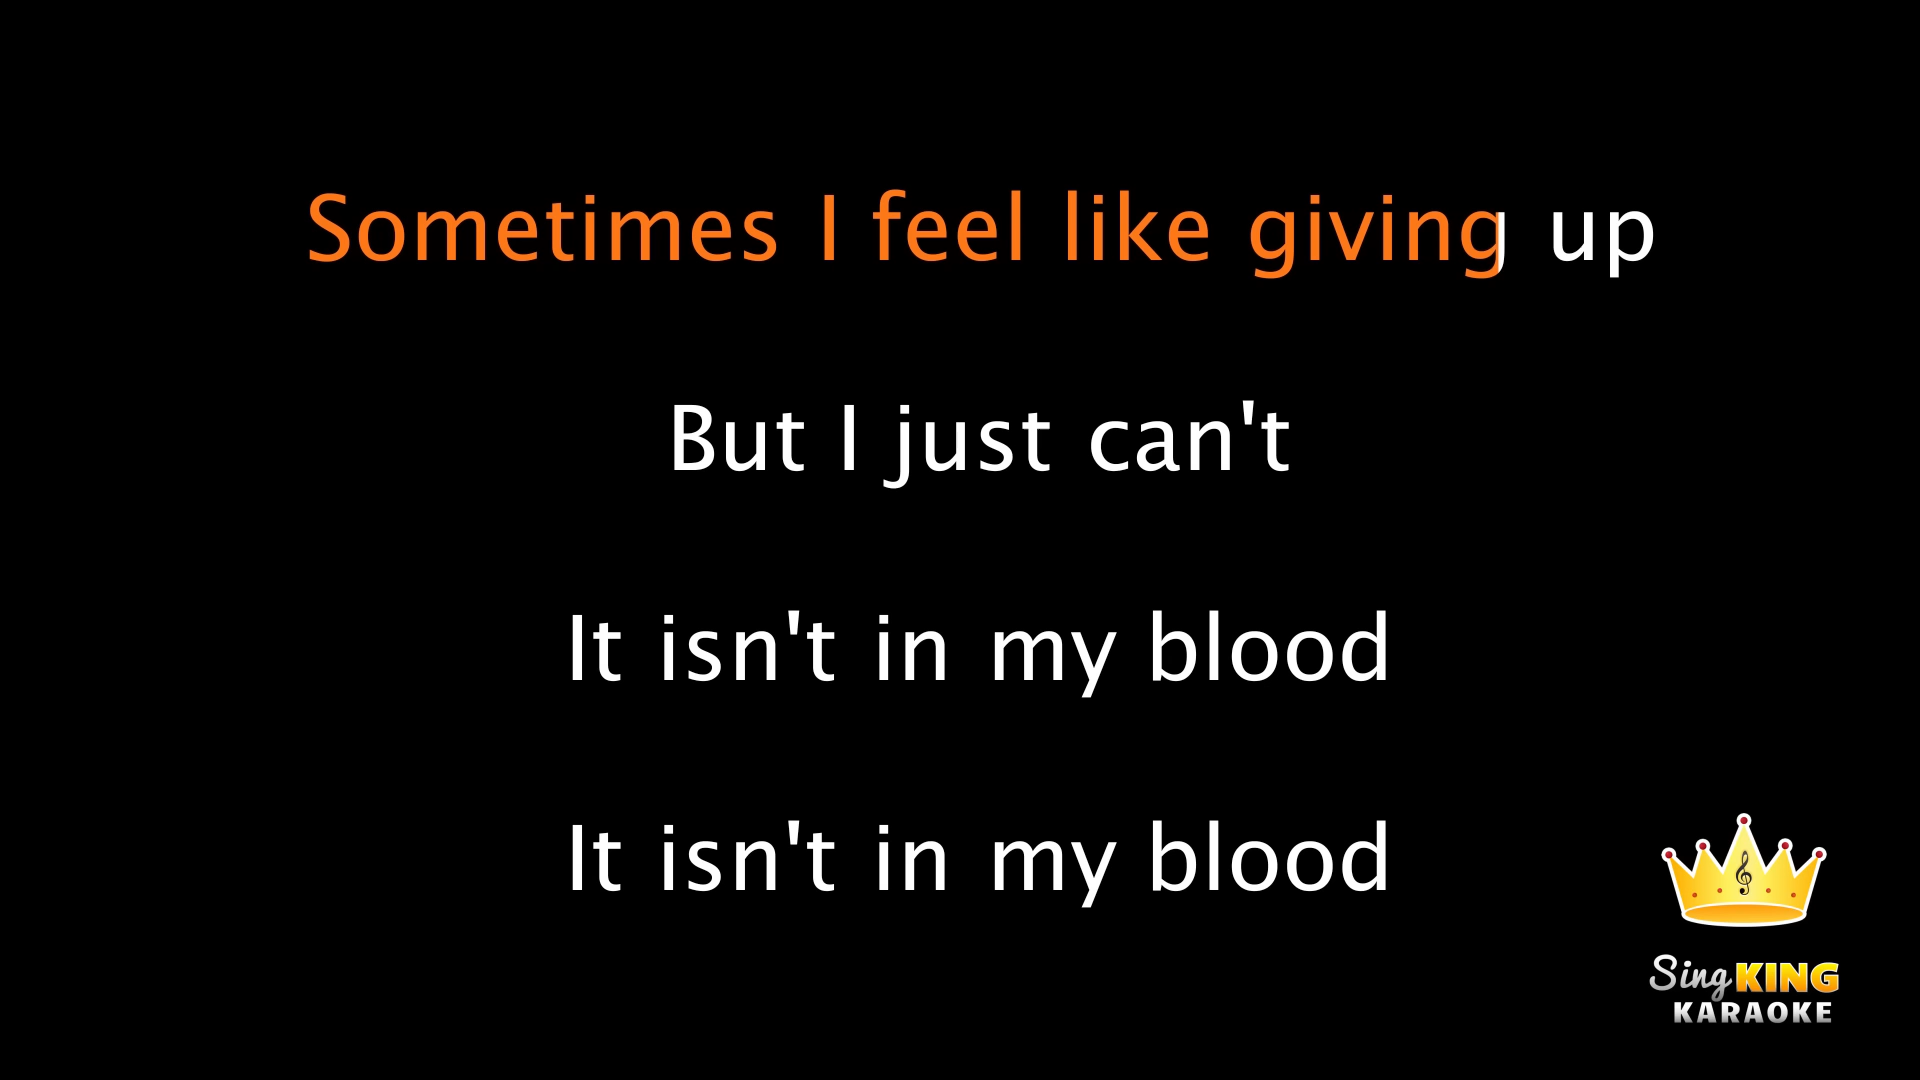 Sometimes I feel like giving up
But I just can't
It isn't in my blood
It isn't in my blood
Sing KING
KARAOKE